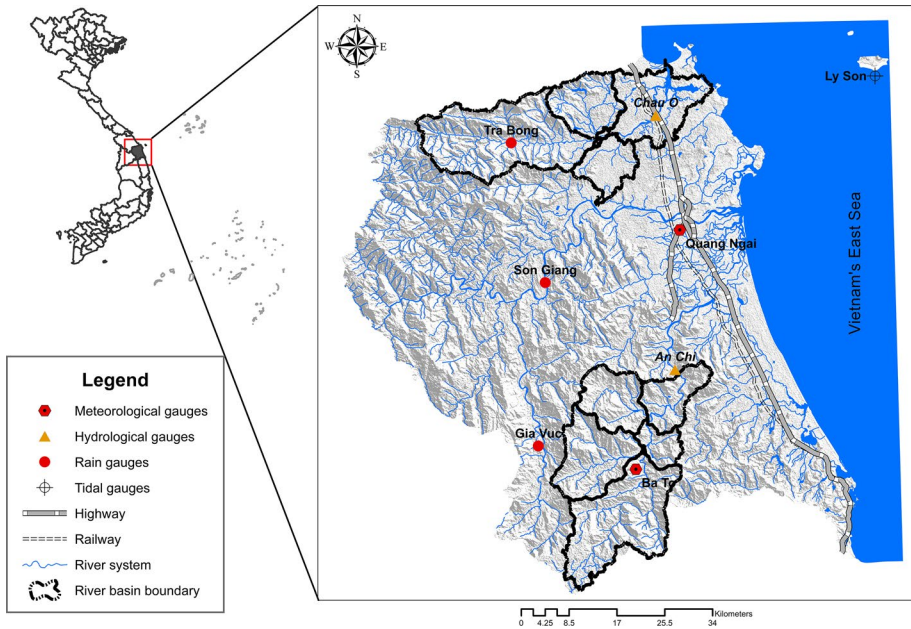 N
W
E
S
Ly Son
Chau O
Tra Bong
Quang Ngai
Son Giang
Vietnam's East Sea
An Chi
Gia Vuc
Ba To
Legend
Meteorological gauges
Hydrological gauges
Rain gauges
Tidal gauges
Highway
Railway
River system
River basin boundary
Kilometers
0 4.25 8.5 17 25.5 34